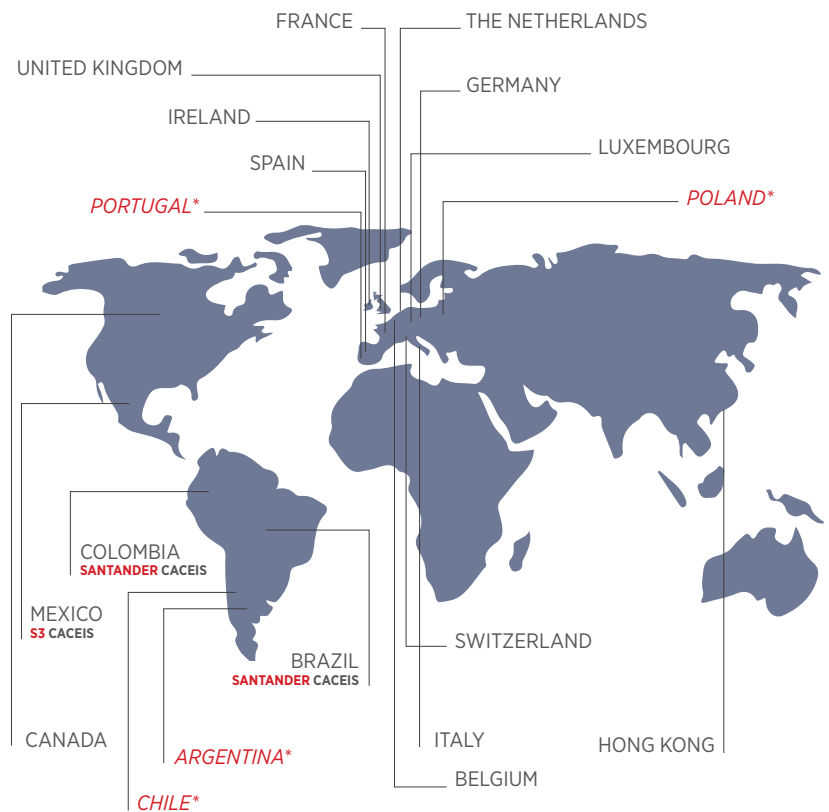 FRANCE
THE NETHERLANDS
UNITED KINGDOM
GERMANY
IRELAND
LUXEMBOURG
SPAIN
PORTUGAL*
POLAND*
COLOMBIA
SANTANDER CACEIS
MEXICO
S3 CACEIS
SWITZERLAND
BRAZIL
SANTANDER CACEIS
CANADA
ARGENTINA*
ITALY
HONG KONG
BELGIUM
CHILE*